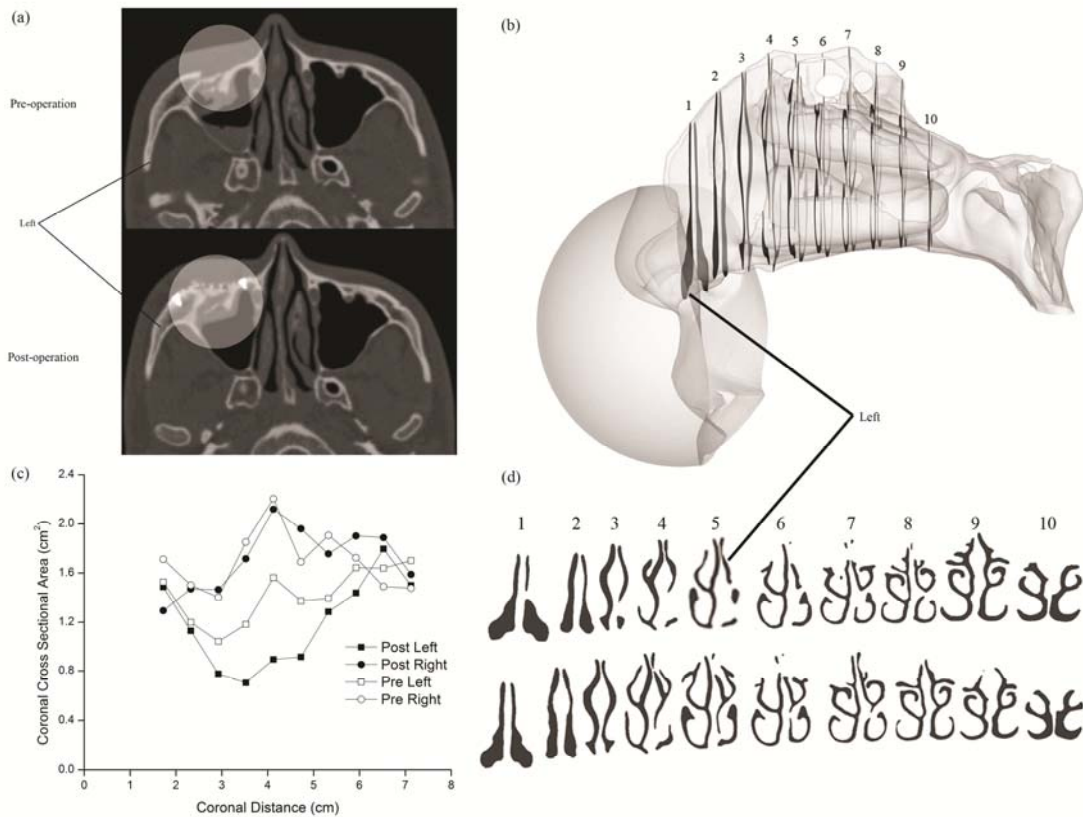 (a)
Pre-operation
Left
Post-operation
(b)
1
2
3
4
5
6
7
8
9
10
Left
(c)
2.4
2.0
1.6
1.2
0.8
0.4
0.0
0
1
2
3
4
5
6
7
8
Coronal Cross Sectional Area (cm²)
Coronal Distance (cm)
Post Left
Post Right
Pre Left
Pre Right
(d)
1 2 3 4 5 6 7 8 9 10